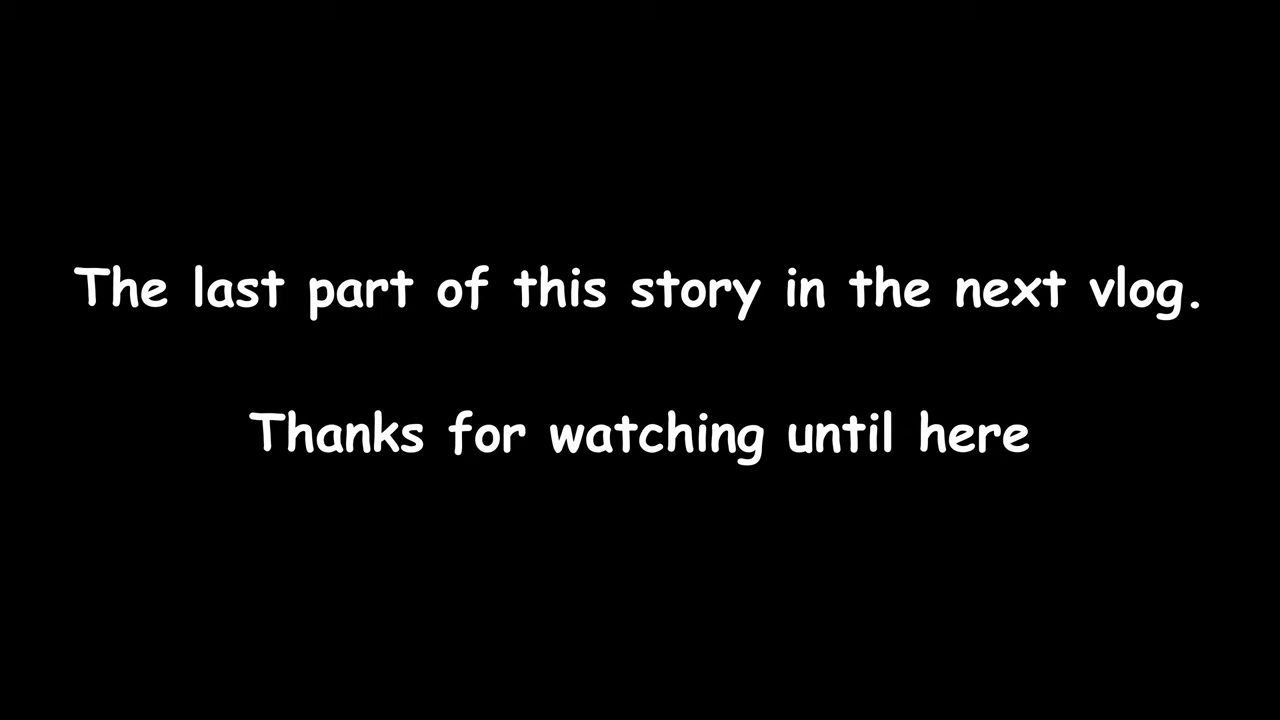 The last part of this story in the next vlog.
Thanks for watching until here